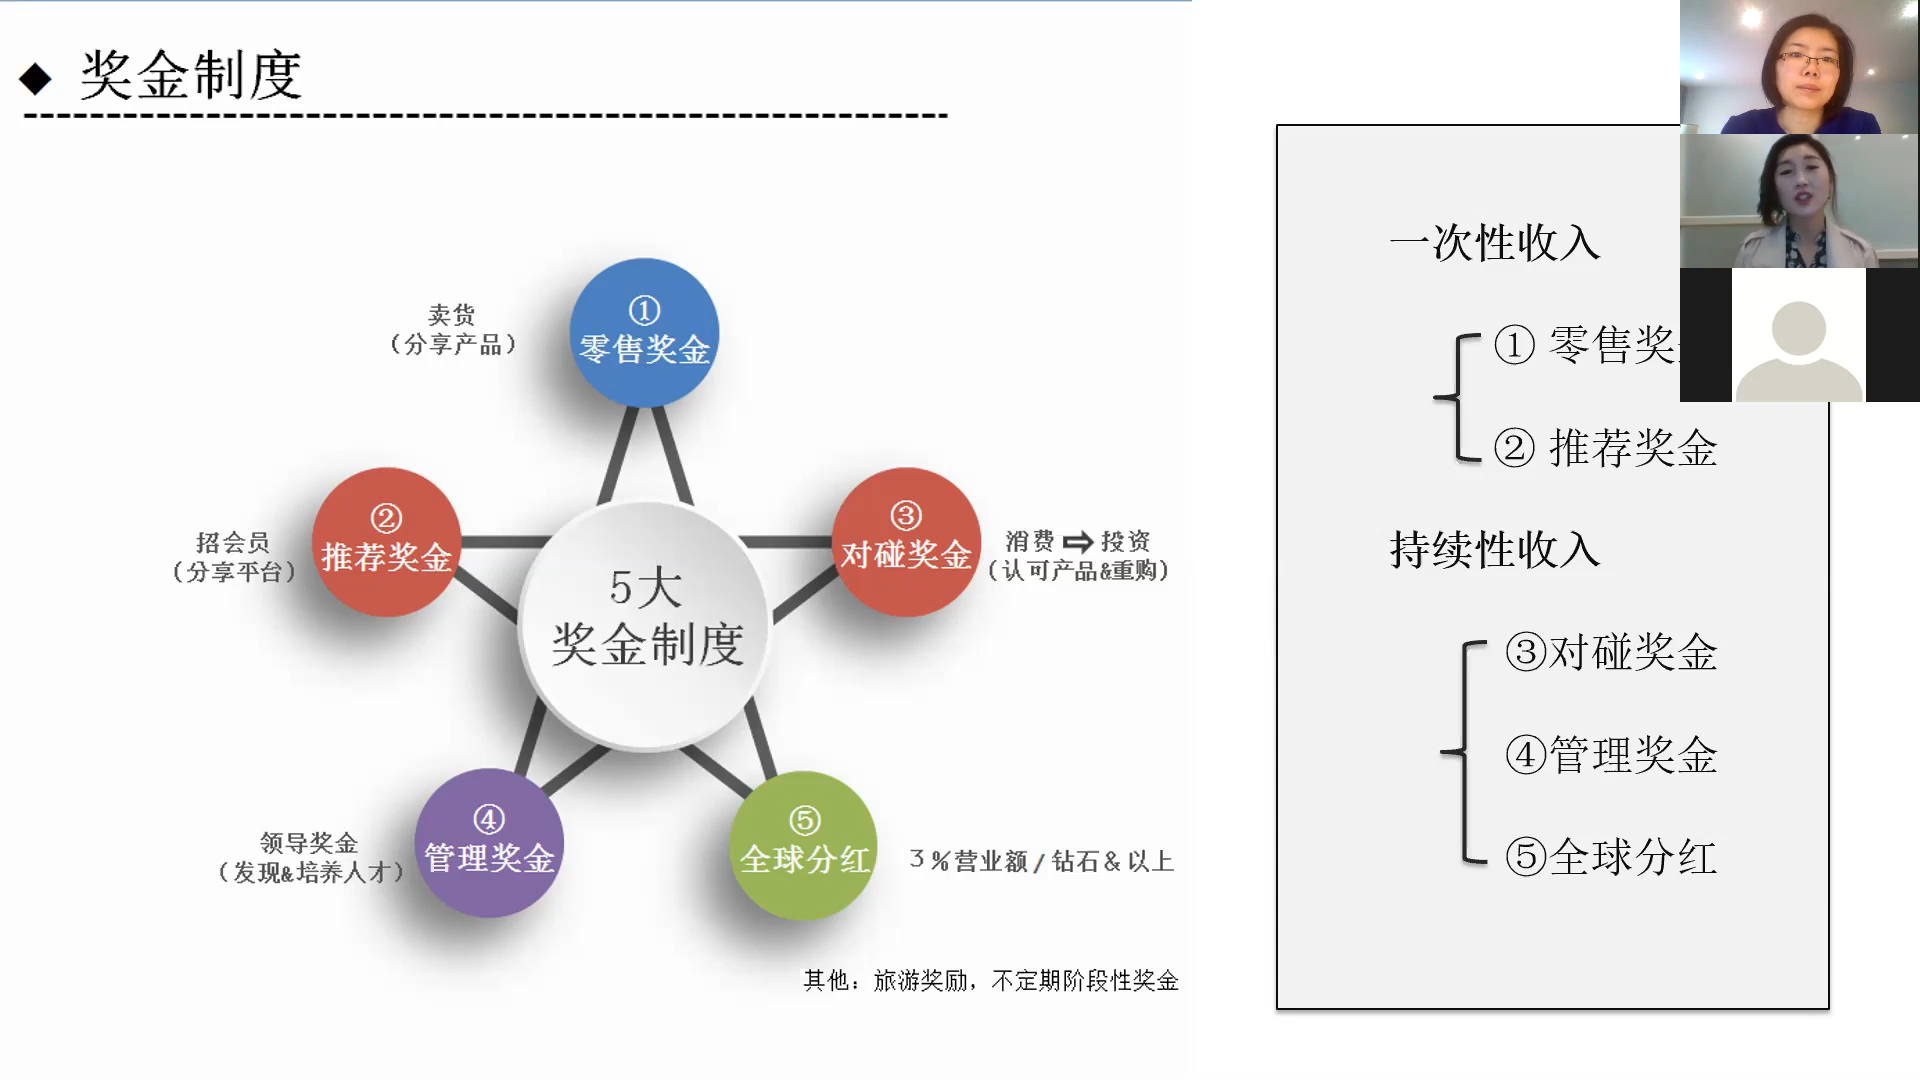 ◆ 奖金制度
①
零售奖金
卖货
（分享产品）
②
推荐奖金
招会员
（分享平台）
③
对碰奖金
消费 ⇨ 投资
（认可产品&重购）
5大
奖金制度
④
管理奖金
领导奖金
（发现&培养人才）
⑤
全球分红
3%营业额/钻石&以上
其他：旅游奖励，不定期阶段性奖金
一次性收入
① 零售奖
② 推荐奖金
持续性收入
③对碰奖金
④管理奖金
⑤全球分红